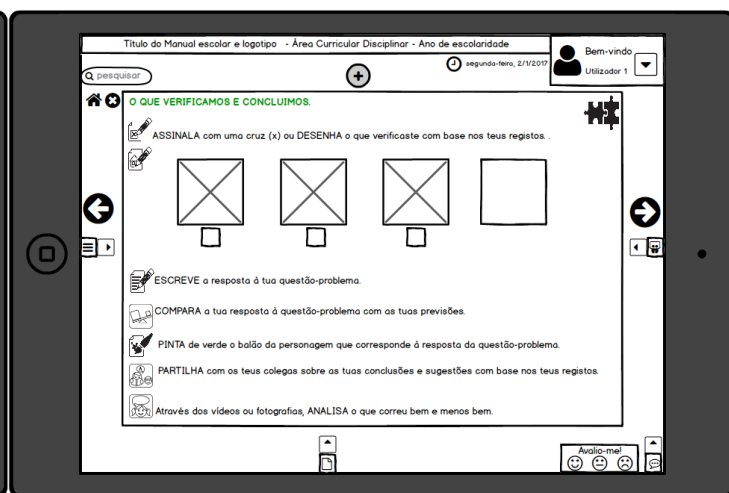 Título do Manual escolar e logotipo - Área Curricular Disciplinar - Ano de escolaridade
Bem-vindo
Utilizador 1
segunda-feira, 2/1/2017
pesquisar
O QUE VERIFICAMOS E CONCLUIMOS.
ASSINALA com uma cruz (x) ou DESENHA o que verificaste com base nos teus registos. .
ESCREVE a resposta à tua questão-problema.
COMPARA a tua resposta à questão-problema com as tuas previsões.
PINTA de verde o balão da personagem que corresponde à resposta da questão-problema.
PARTILHA com os teus colegas sobre as tuas conclusões e sugestões com base nos teus registos.
Através dos vídeos ou fotografias, ANALISA o que correu bem e menos bem.
Avalio-me!